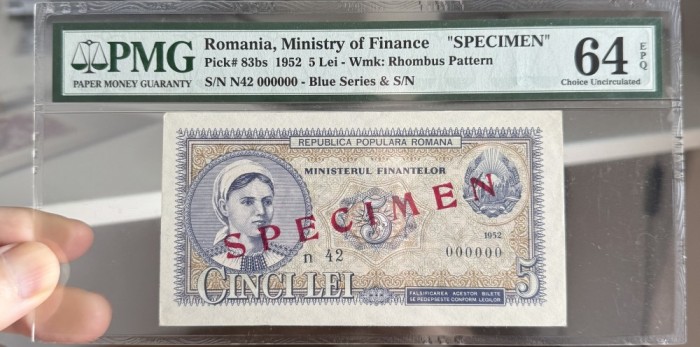 PMG
PAPER MONEY GUARANTY
Romania, Ministry of Finance "SPECIMEN"
Pick# 83bs 1952 5 Lei - Wmk: Rhombus Pattern
S/N N42 000000 - Blue Series & S/N
64 EPQ
Choice Uncirculated
REPUBLICA POPULARA ROMANA
MINISTERUL FINANTELOR
SPECIMEN
5
1952
n 42
000000
CINCI LEI
5
FALSIFICAREA ACESTOR BILETE
SE PEDEPSESTE CONFORM LEGILOR